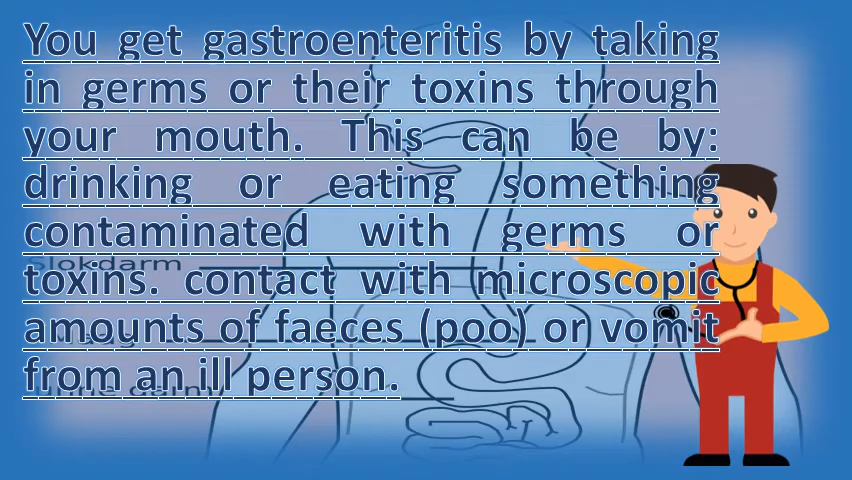 You get gastroenteritis by taking
in germs or their toxins through
your mouth. This can be by:
drinking or eating something
contaminated with germs or
Slokdarm
toxins. contact with microscopic
amounts of faeces (poo) or vomit
from an ill person.